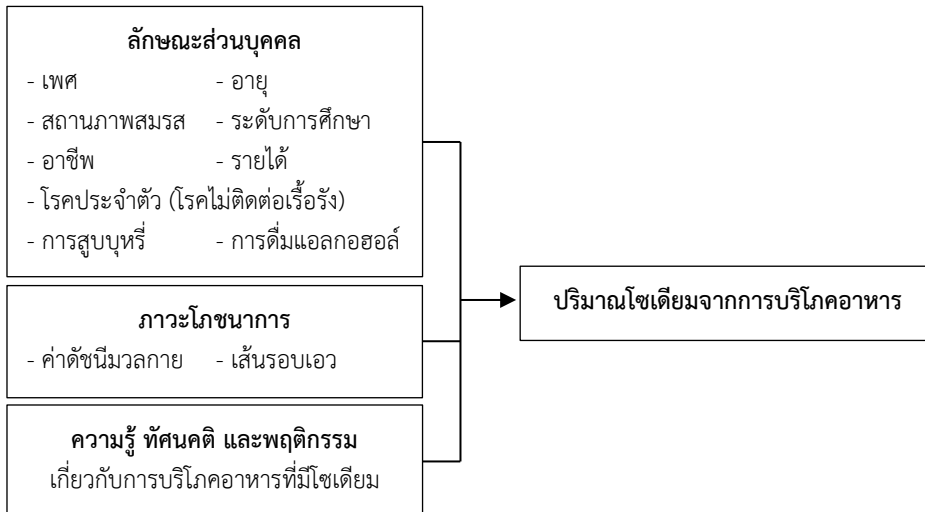 ลักษณะส่วนบุคคล
- เพศ - อายุ
- สถานภาพสมรส - ระดับการศึกษา
- อาชีพ - รายได้
- โรคประจำตัว (โรคไม่ติดต่อเรื้อรัง)
- การสูบบุหรี่ - การดื่มแอลกอฮอล์
ภาวะโภชนาการ
- ค่าดัชนีมวลกาย - เส้นรอบเอว
ความรู้ ทัศนคติ และพฤติกรรม
เกี่ยวกับการบริโภคอาหารที่มีโซเดียม
ปริมาณโซเดียมจากการบริโภคอาหาร